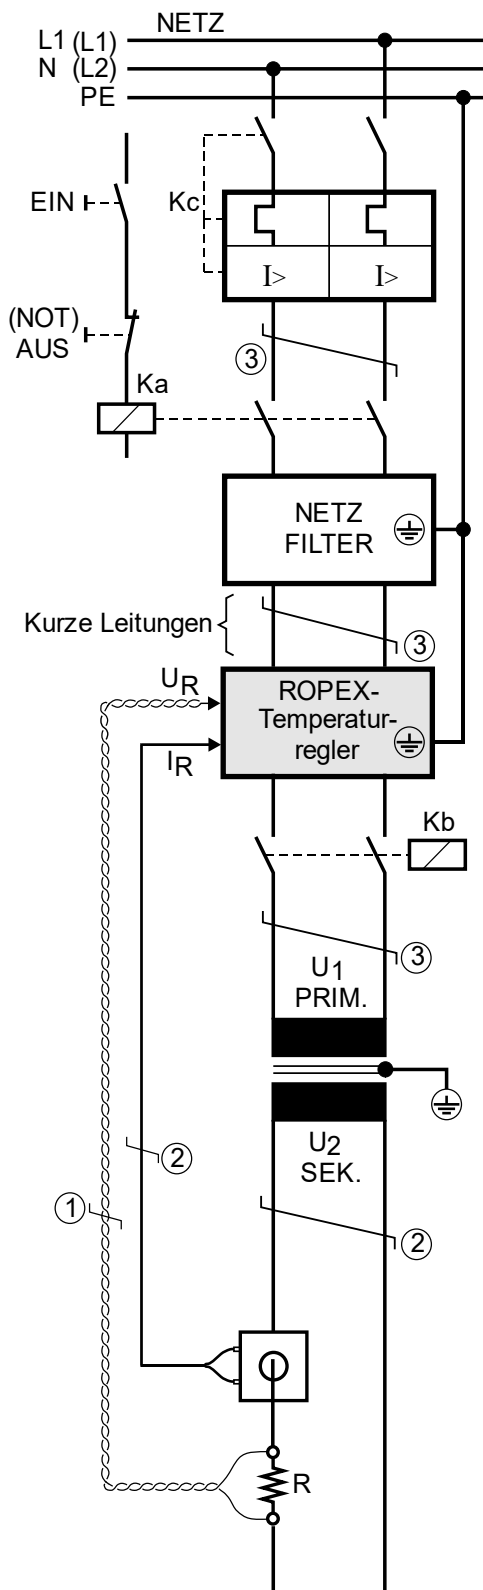 NETZ
L1 (L1)
N (L2)
PE
EIN
Kc
I> I>
(NOT)
AUS
3
Ka
NETZ
FILTER
Kurze Leitungen
3
UR
ROPEX-
Temperatur-
regler
IR
Kb
3
U1
PRIM.
U2
SEK.
2
1
2
R